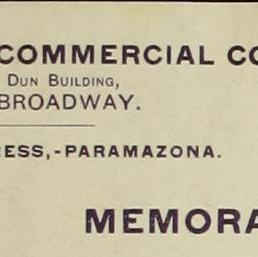 COMMERCIAL CO
DUN BUILDING,
BROADWAY.
RESS,-PARAMAZONA.
MEMORA